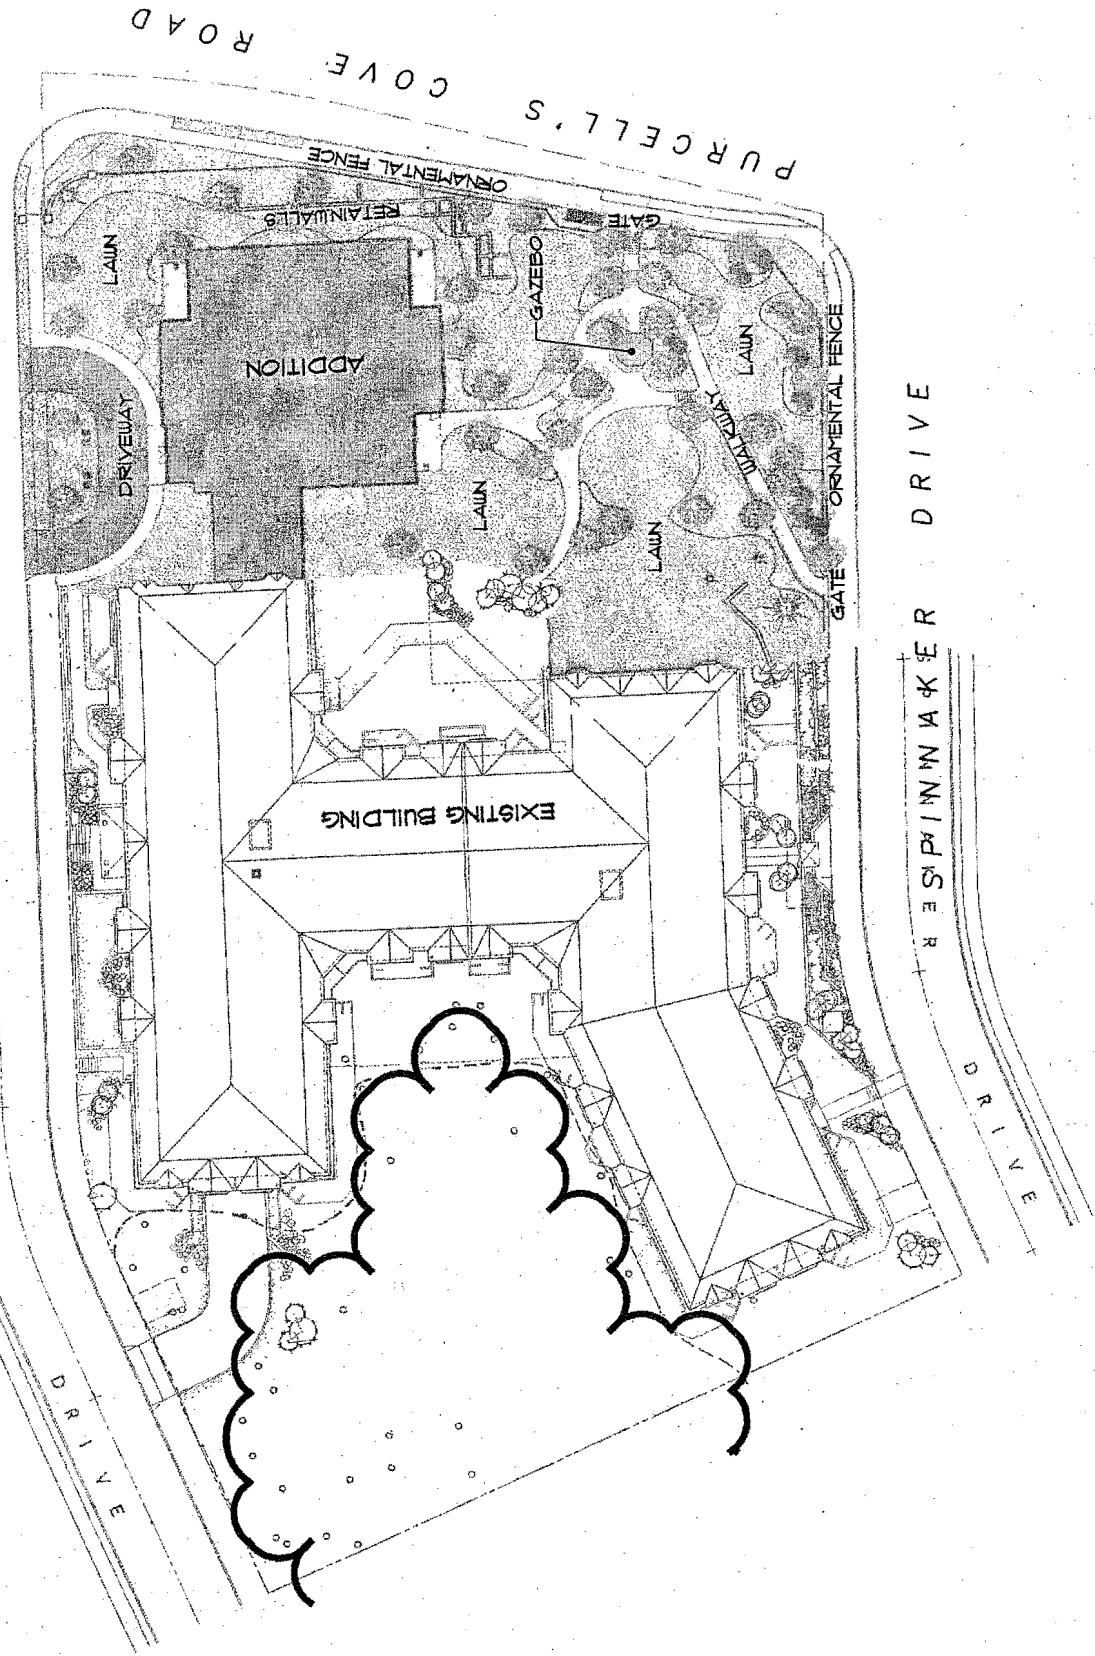 PURCELL'S COVE ROAD
ORNAMENTAL FENCE
RETAINWALLS
GATE
LAWN
GAZEBO
ADDITION
LAWN
DRIVEWAY
WALKWAY
ORNAMENTAL FENCE
LAWN
LAWN
GATE
SPINNAKER DRIVE
EXISTING BUILDING
DRIVE
DRIVE